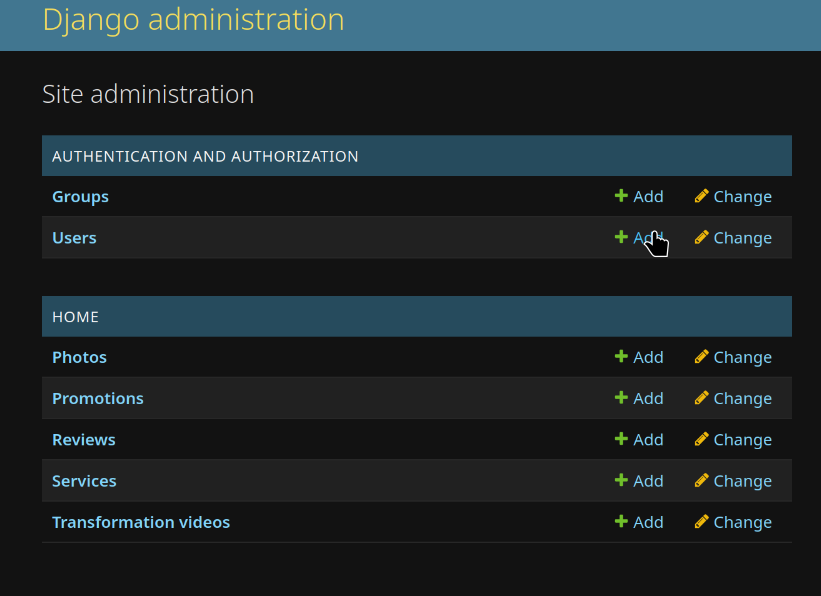 Django administration
Site administration
AUTHENTICATION AND AUTHORIZATION
Groups Add Change
Users Add Change
HOME
Photos Add Change
Promotions Add Change
Reviews Add Change
Services Add Change
Transformation videos Add Change